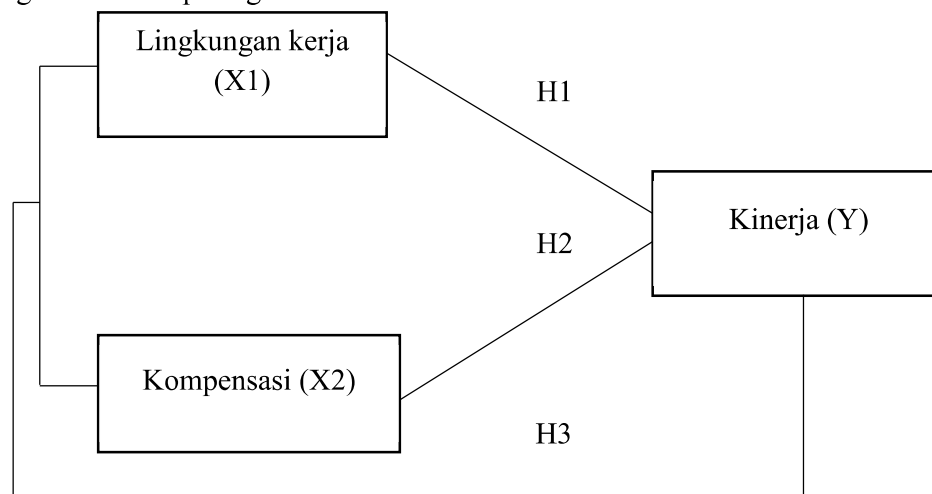 Lingkungan kerja
(X1)
H1
Kinerja (Y)
H2
Kompensasi (X2)
H3